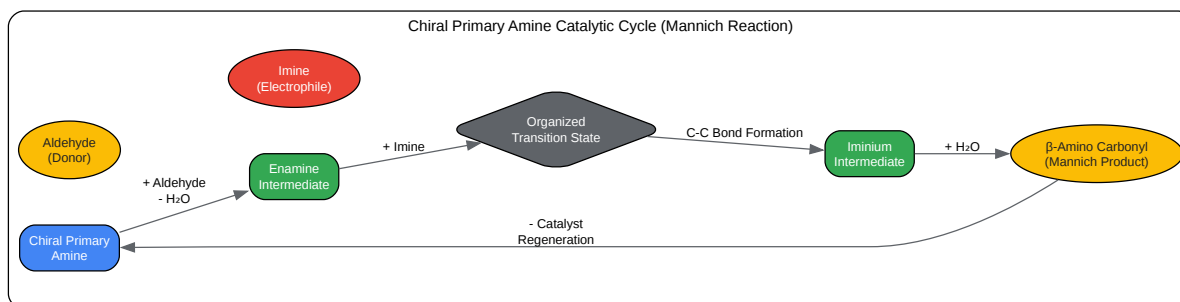 Chiral Primary Amine Catalytic Cycle (Mannich Reaction)
Imine
(Electrophile)
Aldehyde
(Donor)
Organized
Transition State
C-C Bond Formation
+ Imine
Enamine
Intermediate
Iminium
Intermediate
+ H₂O
β-Amino Carbonyl
(Mannich Product)
+ Aldehyde
- H₂O
Chiral Primary
Amine
- Catalyst
Regeneration